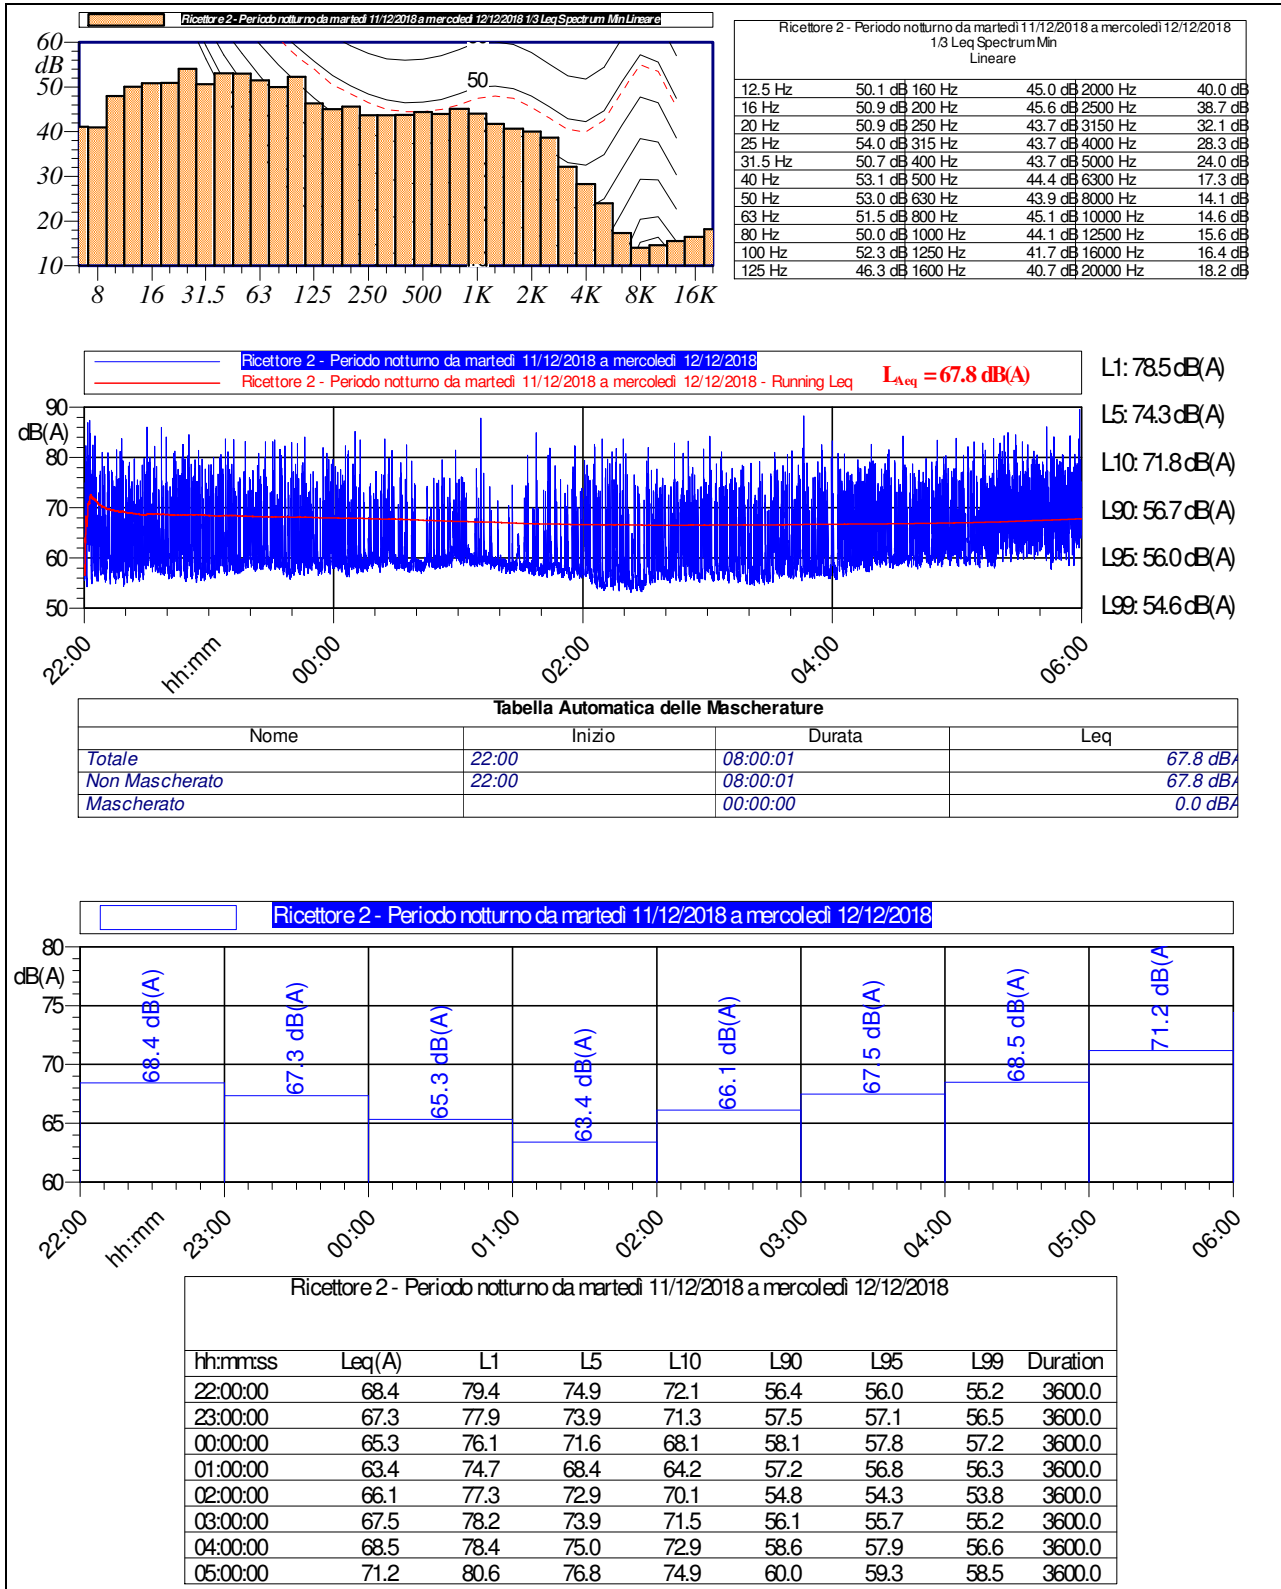 Ricettore 2 - Periodo notturno da martedì 11/12/2018 a mercoledì 12/12/2018 1/3 Leq Spectrum Min Lineare
60
dB
50
40
30
20
10
50
8 16 31.5 63 125 250 500 1K 2K 4K 8K 16K
Ricettore 2 - Periodo notturno da martedì 11/12/2018 a mercoledì 12/12/2018
1/3 Leq Spectrum Min
Lineare
12.5 Hz 50.1 dB 160 Hz 45.0 dB 2000 Hz 40.0 dB
16 Hz 50.9 dB 200 Hz 45.6 dB 2500 Hz 38.7 dB
20 Hz 50.9 dB 250 Hz 43.7 dB 3150 Hz 32.1 dB
25 Hz 54.0 dB 315 Hz 43.7 dB 4000 Hz 28.3 dB
31.5 Hz 50.7 dB 400 Hz 43.7 dB 5000 Hz 24.0 dB
40 Hz 53.1 dB 500 Hz 44.4 dB 6300 Hz 17.3 dB
50 Hz 53.0 dB 630 Hz 43.9 dB 8000 Hz 14.1 dB
63 Hz 51.5 dB 800 Hz 45.1 dB 10000 Hz 14.6 dB
80 Hz 50.0 dB 1000 Hz 44.1 dB 12500 Hz 15.6 dB
100 Hz 52.3 dB 1250 Hz 41.7 dB 16000 Hz 16.4 dB
125 Hz 46.3 dB 1600 Hz 40.7 dB 20000 Hz 18.2 dB
Ricettore 2 - Periodo notturno da martedì 11/12/2018 a mercoledì 12/12/2018
Ricettore 2 - Periodo notturno da martedì 11/12/2018 a mercoledì 12/12/2018 - Running Leq
LAeq = 67.8 dB(A)
90
dB(A)
80
70
60
50
22:00 hh:mm 00:00 02:00 04:00 06:00
L1: 78.5 dB(A)
L5: 74.3 dB(A)
L10: 71.8 dB(A)
L90: 56.7 dB(A)
L95: 56.0 dB(A)
L99: 54.6 dB(A)
Tabella Automatica delle Mascherature
Nome Inizio Durata Leq
Totale 22:00 08:00:01 67.8 dBA
Non Mascherato 22:00 08:00:01 67.8 dBA
Mascherato 00:00:00 0.0 dBA
Ricettore 2 - Periodo notturno da martedì 11/12/2018 a mercoledì 12/12/2018
80
dB(A)
75
70
65
60
68.4 dB(A)
67.3 dB(A)
65.3 dB(A)
63.4 dB(A)
66.1 dB(A)
67.5 dB(A)
68.5 dB(A)
71.2 dB(A
22:00 hh:mm 23:00 00:00 01:00 02:00 03:00 04:00 05:00 06:00
Ricettore 2 - Periodo notturno da martedì 11/12/2018 a mercoledì 12/12/2018
hh:mm:ss Leq(A) L1 L5 L10 L90 L95 L99 Duration
22:00:00 68.4 79.4 74.9 72.1 56.4 56.0 55.2 3600.0
23:00:00 67.3 77.9 73.9 71.3 57.5 57.1 56.5 3600.0
00:00:00 65.3 76.1 71.6 68.1 58.1 57.8 57.2 3600.0
01:00:00 63.4 74.7 68.4 64.2 57.2 56.8 56.3 3600.0
02:00:00 66.1 77.3 72.9 70.1 54.8 54.3 53.8 3600.0
03:00:00 67.5 78.2 73.9 71.5 56.1 55.7 55.2 3600.0
04:00:00 68.5 78.4 75.0 72.9 58.6 57.9 56.6 3600.0
05:00:00 71.2 80.6 76.8 74.9 60.0 59.3 58.5 3600.0